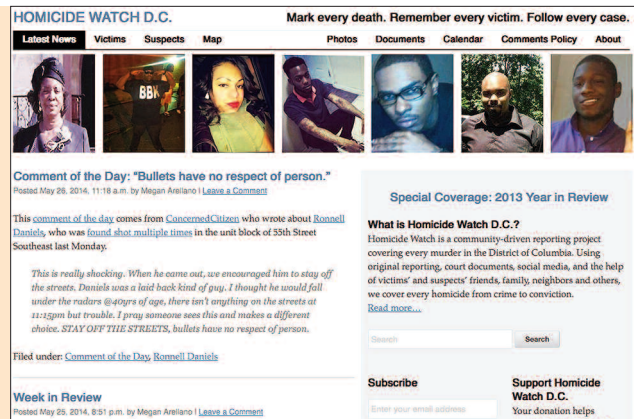 HOMICIDE WATCH D.C.
Mark every death. Remember every victim. Follow every case.
Latest News Victims Suspects Map Photos Documents Calendar Comments Policy About
BBK
Comment of the Day: “Bullets have no respect of person.”
Posted May 26, 2014, 11:18 a.m. by Megan Arellano | Leave a Comment
This comment of the day comes from ConcernedCitizen who wrote about Ronnell
Daniels, who was found shot multiple times in the unit block of 55th Street
Southeast last Monday.
This is really shocking. When he came out, we encouraged him to stay off
the streets. Daniels was a laid back kind of guy. I thought he would fall
under the radars @40yrs of age, there isn't anything on the streets at
11:15pm but trouble. I pray someone sees this and makes a different
choice. STAY OFF THE STREETS, bullets have no respect of person.
Filed under: Comment of the Day, Ronnell Daniels
Week in Review
Posted May 25, 2014, 8:51 p.m. by Megan Arellano | Leave a Comment
Special Coverage: 2013 Year in Review
What is Homicide Watch D.C.?
Homicide Watch is a community-driven reporting project
covering every murder in the District of Columbia. Using
original reporting, court documents, social media, and the help
of victims' and suspects' friends, family, neighbors and others,
we cover every homicide from crime to conviction.
Read more...
Search Search
Subscribe
Enter your email address
Support Homicide
Watch D.C.
Your donation helps